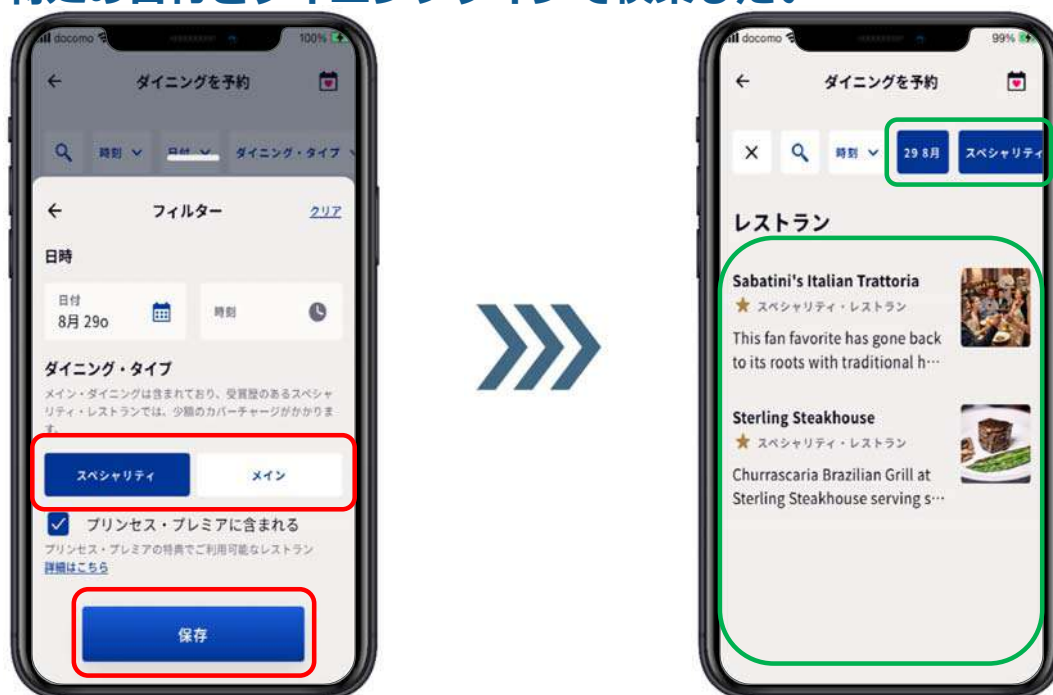 docomo
100%
ダイニングを予約
時刻
日付
ダイニング・タイプ
フィルター
クリア
日時
日付
8月 29o
時刻
ダイニング・タイプ
メイン・ダイニングは含まれており、受賞歴のあるスペシャ
リティ・レストランでは、少額のカバーチャージがかかりま
す。
スペシャリティ
メイン
プリンセス・プレミアに含まれる
プリンセス・プレミアの特典でご利用可能なレストラン
詳細はこちら
保存
docomo
99%
ダイニングを予約
時刻
29 8月
スペシャリティ
レストラン
Sabatini's Italian Trattoria
スペシャリティ・レストラン
This fan favorite has gone back
to its roots with traditional h…
Sterling Steakhouse
スペシャリティ・レストラン
Churrascaria Brazilian Grill at
Sterling Steakhouse serving s…